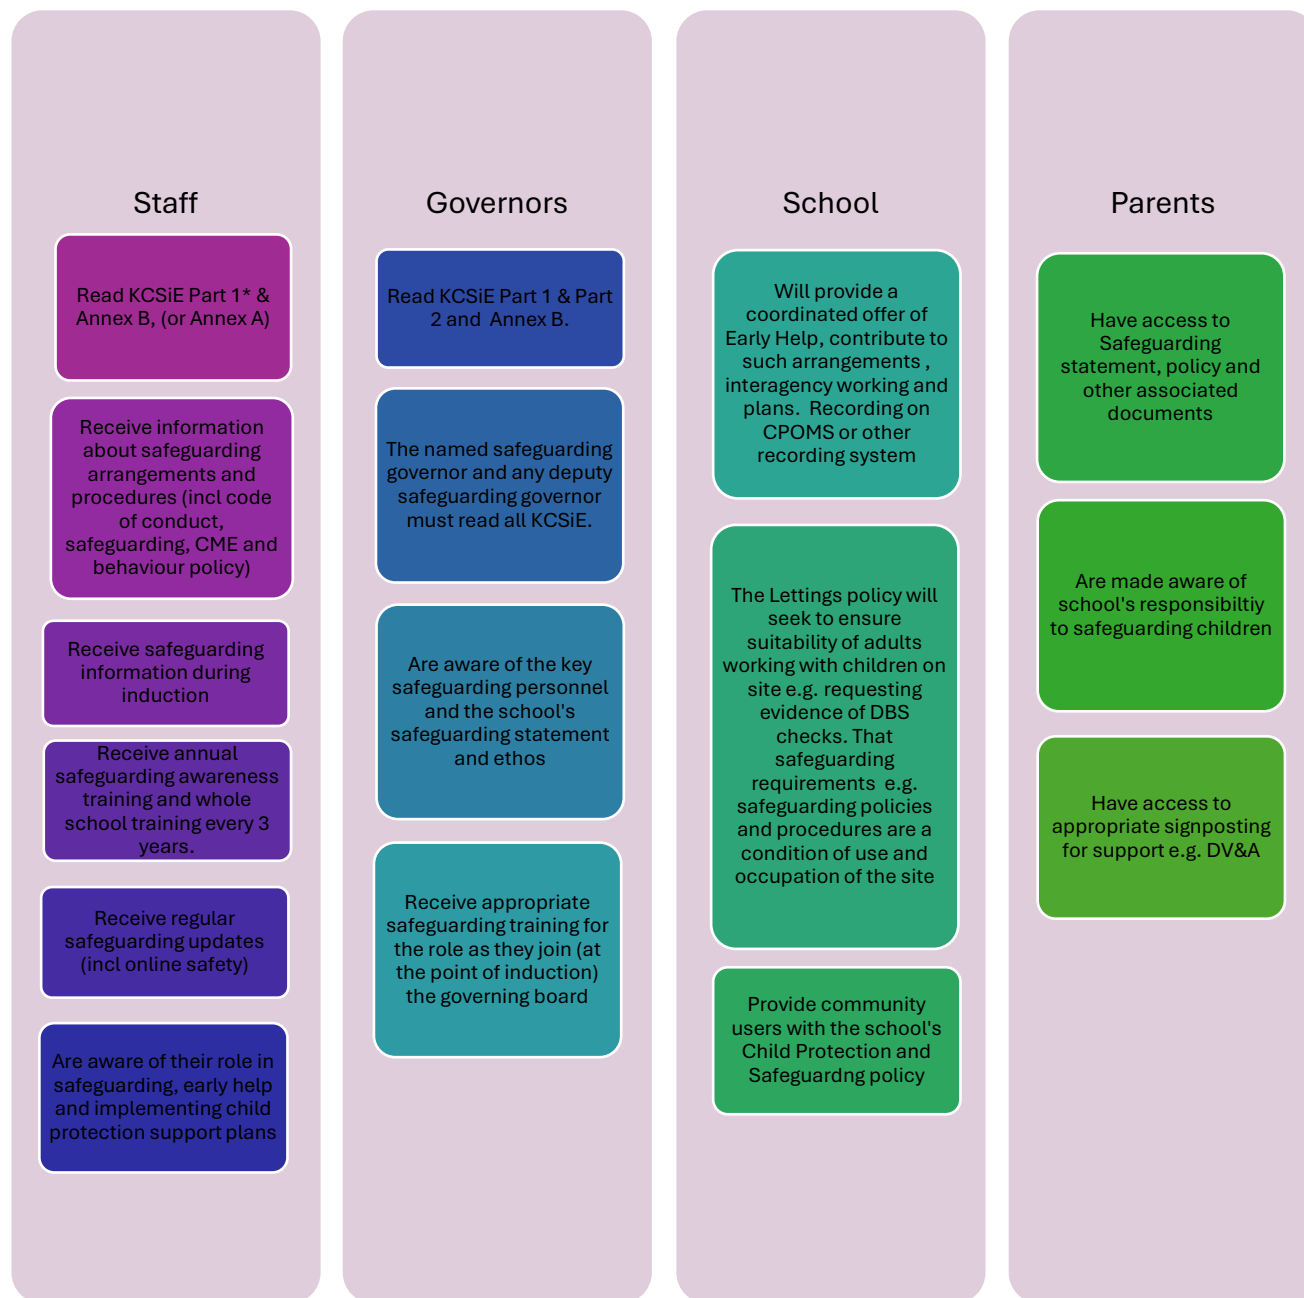 Staff
Read KCSiE Part 1* &
Annex B, (or Annex A)
Receive information
about safeguarding
arrangements and
procedures (incl code
of conduct,
safeguarding, CME and
behaviour policy)
Receive safeguarding
information during
induction
Receive annual
safeguarding awareness
training and whole
school training every 3
years.
Receive regular
safeguarding updates
(incl online safety)
Are aware of their role in
safeguarding, early help
and implementing child
protection support plans
Governors
Read KCSiE Part 1 & Part
2 and  Annex B.
The named safeguarding
governor and any deputy
safeguarding governor
must read all KCSiE.
Are aware of the key
safeguarding personnel
and the school's
safeguarding statement
and ethos
Receive appropriate
safeguarding training for
the role as they join (at
the point of induction)
the governing board
School
Will provide a
coordinated offer of
Early Help, contribute to
such arrangements ,
interagency working and
plans.  Recording on
CPOMS or other
recording system
The Lettings policy will
seek to ensure
suitability of adults
working with children on
site e.g. requesting
evidence of DBS
checks. That
safeguarding
requirements  e.g.
safeguarding policies
and procedures are a
condition of use and
occupation of the site
Provide community
users with the school's
Child Protection and
Safeguardng policy
Parents
Have access to
Safeguarding
statement, policy and
other associated
documents
Are made aware of
school's responsibiltiy
to safeguarding children
Have access to
appropriate signposting
for support e.g. DV&A